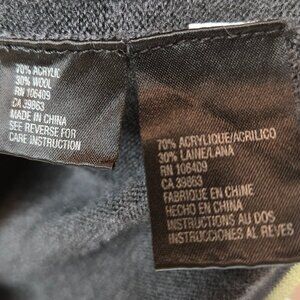 70% ACRYLIC
30% WOOL
RN 106409
CA 39863
MADE IN CHINA
SEE REVERSE FOR
CARE INSTRUCTION
70% ACRYLIQUE/ACRILICO
30% LAINE/LANA
RN 106409
CA 39863
FABRIQUE EN CHINE
HECHO EN CHINA
INSTRUCTIONS AU DOS
INSTRUCCIONES AL REVES